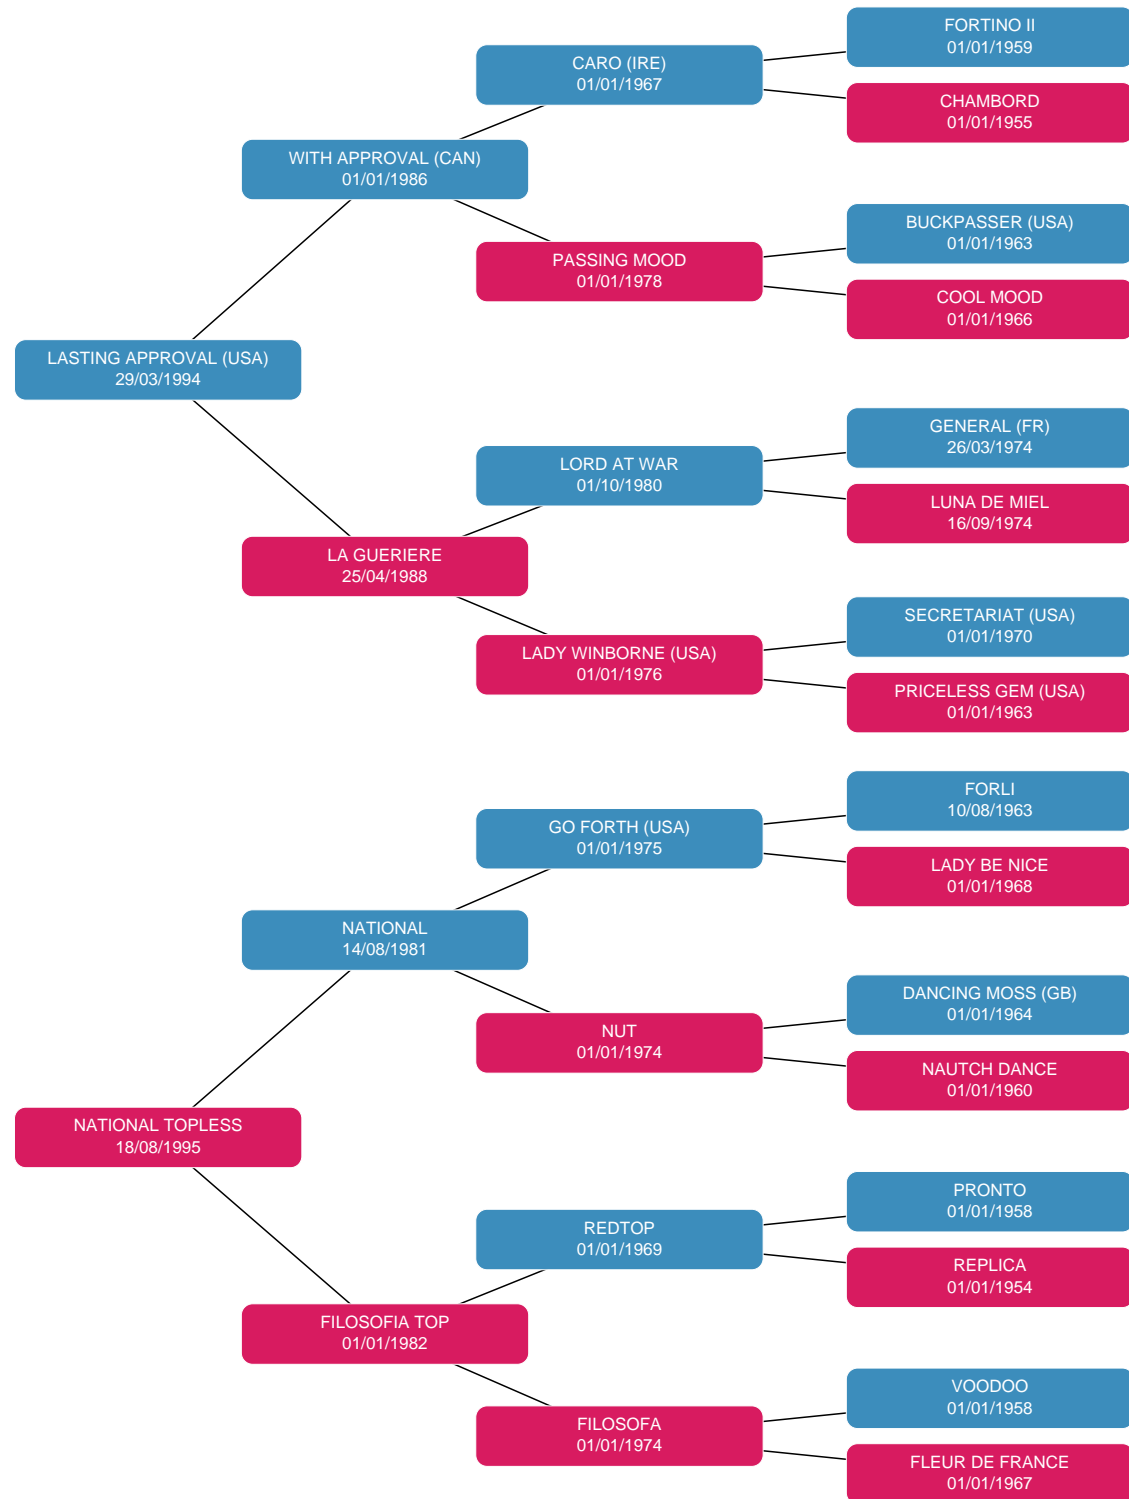 FORTINO II
01/01/1959
CARO (IRE)
01/01/1967
CHAMBORD
01/01/1955
WITH APPROVAL (CAN)
01/01/1986
BUCKPASSER (USA)
01/01/1963
PASSING MOOD
01/01/1978
COOL MOOD
01/01/1966
LASTING APPROVAL (USA)
29/03/1994
GENERAL (FR)
26/03/1974
LORD AT WAR
01/10/1980
LUNA DE MIEL
16/09/1974
LA GUERIERE
25/04/1988
SECRETARIAT (USA)
01/01/1970
LADY WINBORNE (USA)
01/01/1976
PRICELESS GEM (USA)
01/01/1963
FORLI
10/08/1963
GO FORTH (USA)
01/01/1975
LADY BE NICE
01/01/1968
NATIONAL
14/08/1981
DANCING MOSS (GB)
01/01/1964
NUT
01/01/1974
NAUTCH DANCE
01/01/1960
NATIONAL TOPLESS
18/08/1995
PRONTO
01/01/1958
REDTOP
01/01/1969
REPLICA
01/01/1954
FILOSOFIA TOP
01/01/1982
VOODOO
01/01/1958
FILOSOFA
01/01/1974
FLEUR DE FRANCE
01/01/1967